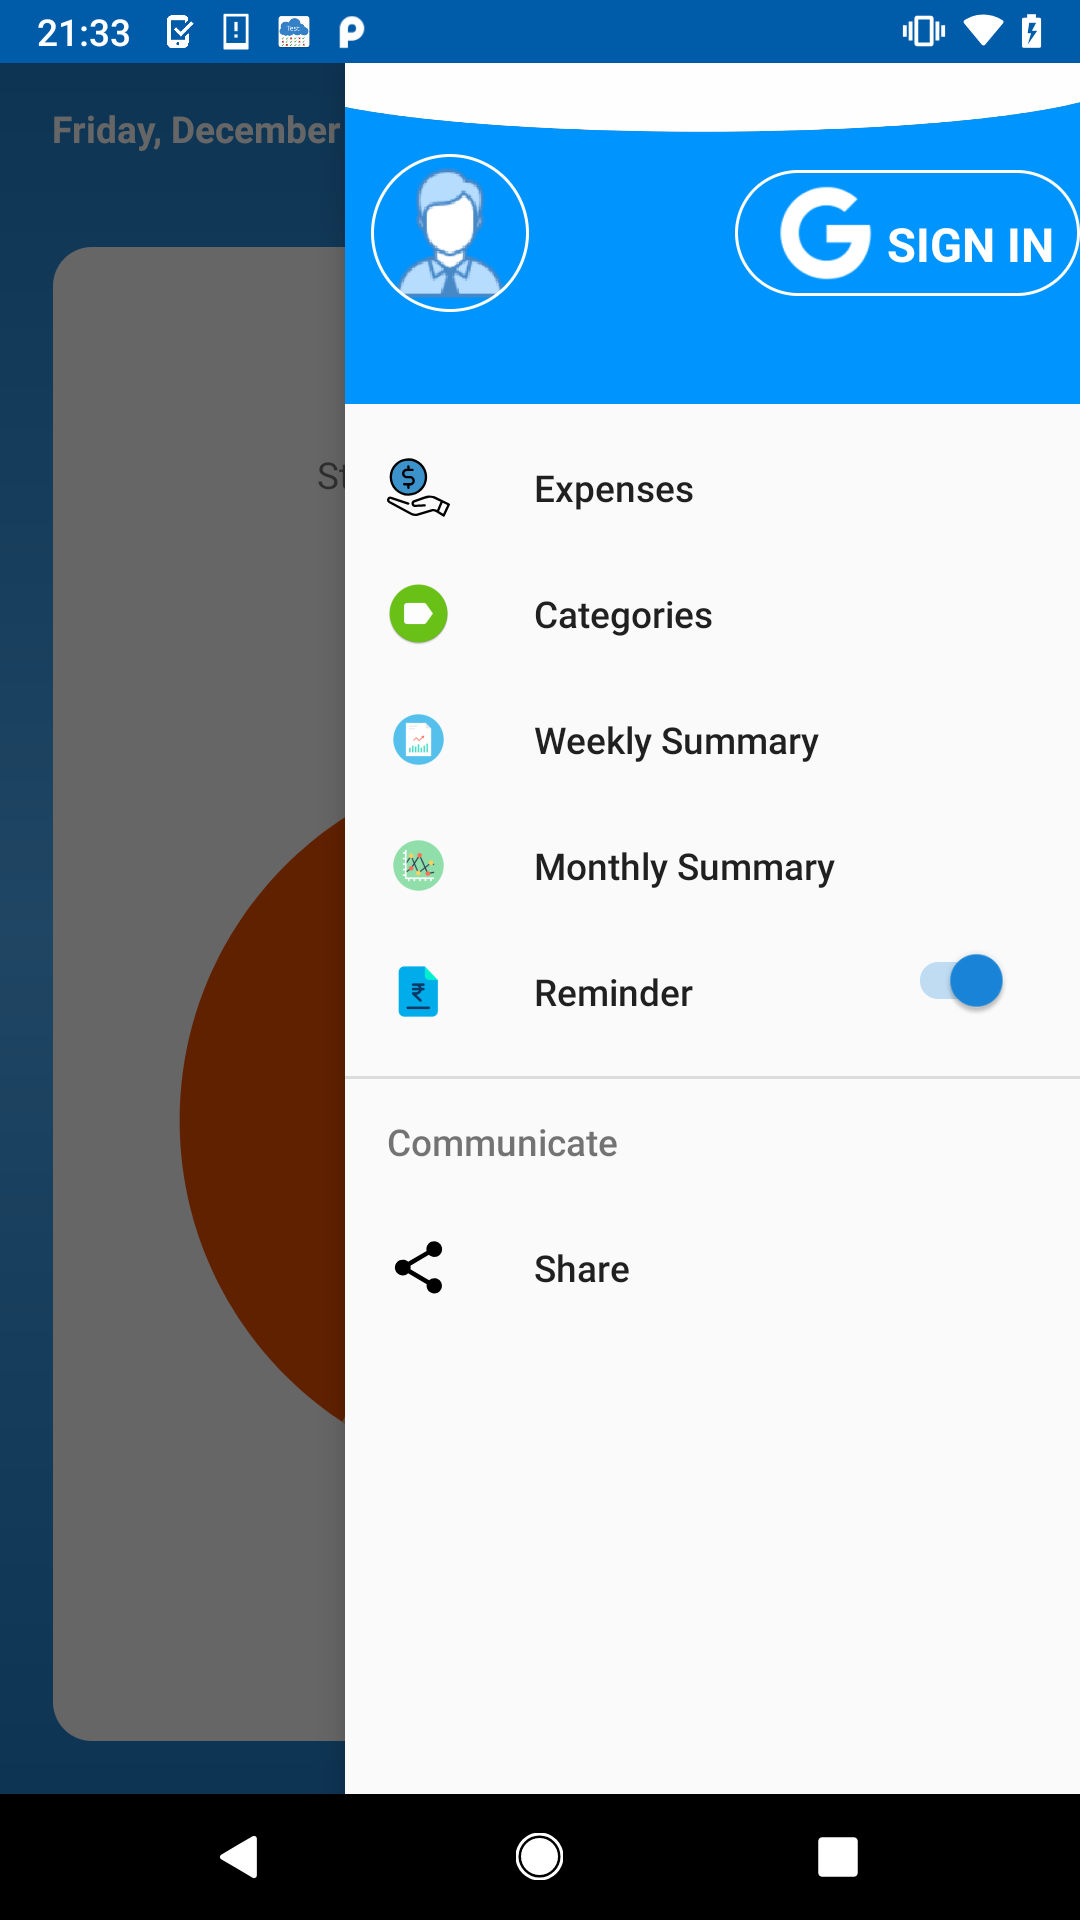 21:33
Friday, December
SIGN IN
St
Expenses
Categories
Weekly Summary
Monthly Summary
Reminder
Communicate
Share